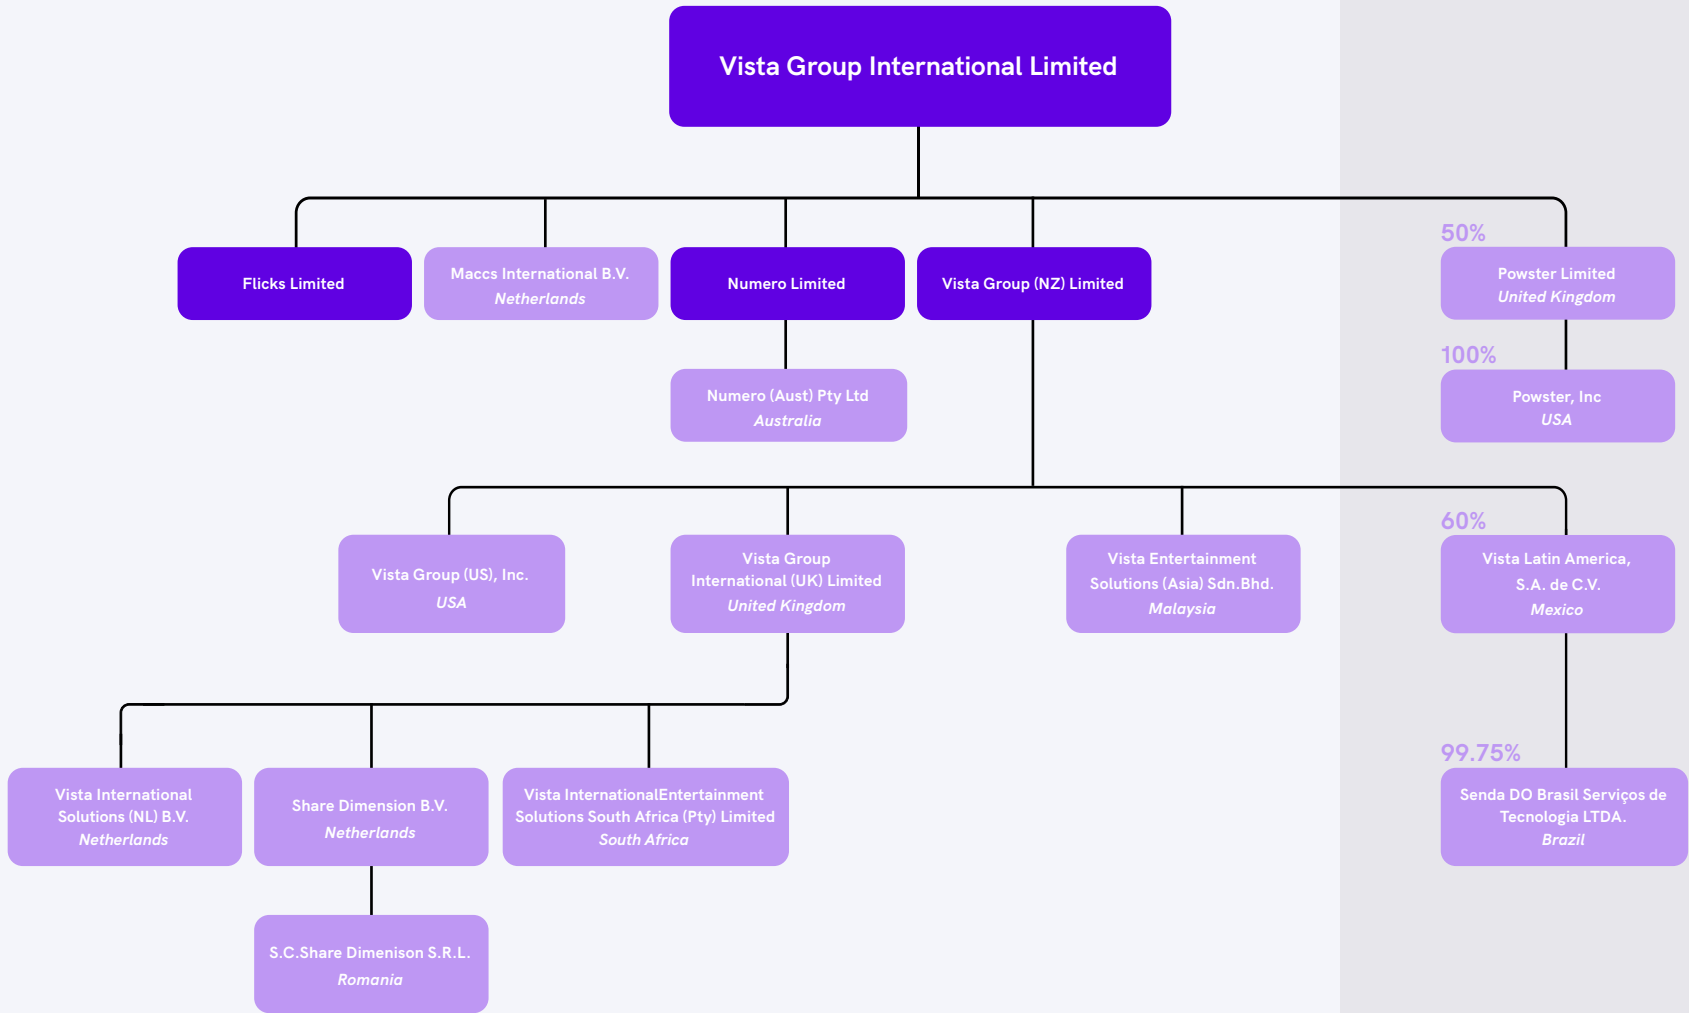 Vista Group International Limited
50%
Flicks Limited
Maccs International B.V.
Netherlands
Numero Limited
Vista Group (NZ) Limited
Powster Limited
United Kingdom
100%
Numero (Aust) Pty Ltd
Australia
Powster, Inc
USA
60%
Vista Group (US), Inc.
USA
Vista Group
International (UK) Limited
United Kingdom
Vista Entertainment
Solutions (Asia) Sdn.Bhd.
Malaysia
Vista Latin America,
S.A. de C.V.
Mexico
99.75%
Vista International
Solutions (NL) B.V.
Netherlands
Share Dimension B.V.
Netherlands
Vista InternationalEntertainment
Solutions South Africa (Pty) Limited
South Africa
Senda DO Brasil Serviços de
Tecnologia LTDA.
Brazil
S.C.Share Dimenison S.R.L.
Romania